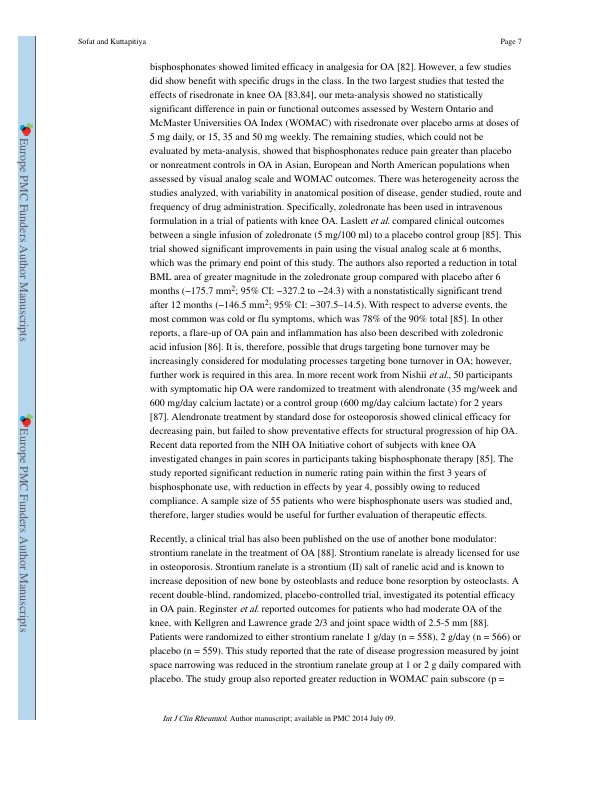 Sofat and Kuttapitiya
Page 7
Europe PMC Funders Author Manuscripts
Europe PMC Funders Author Manuscripts
bisphosphonates showed limited efficacy in analgesia for OA [82]. However, a few studies
did show benefit with specific drugs in the class. In the two largest studies that tested the
effects of risedronate in knee OA [83,84], our meta-analysis showed no statistically
significant difference in pain or functional outcomes assessed by Western Ontario and
McMaster Universities OA Index (WOMAC) with risedronate over placebo arms at doses of
5 mg daily, or 15, 35 and 50 mg weekly. The remaining studies, which could not be
evaluated by meta-analysis, showed that bisphosphonates reduce pain greater than placebo
or nonreatment controls in OA in Asian, European and North American populations when
assessed by visual analog scale and WOMAC outcomes. There was heterogeneity across the
studies analyzed, with variability in anatomical position of disease, gender studied, route and
frequency of drug administration. Specifically, zoledronate has been used in intravenous
formulation in a trial of patients with knee OA. Laslett et al. compared clinical outcomes
between a single infusion of zoledronate (5 mg/100 ml) to a placebo control group [85]. This
trial showed significant improvements in pain using the visual analog scale at 6 months,
which was the primary end point of this study. The authors also reported a reduction in total
BML area of greater magnitude in the zoledronate group compared with placebo after 6
months (−175.7 mm²; 95% CI: −327.2 to −24.3) with a nonstatistically significant trend
after 12 months (−146.5 mm²; 95% CI: −307.5–14.5). With respect to adverse events, the
most common was cold or flu symptoms, which was 78% of the 90% total [85]. In other
reports, a flare-up of OA pain and inflammation has also been described with zoledronic
acid infusion [86]. It is, therefore, possible that drugs targeting bone turnover may be
increasingly considered for modulating processes targeting bone turnover in OA; however,
further work is required in this area. In more recent work from Nishii et al., 50 participants
with symptomatic hip OA were randomized to treatment with alendronate (35 mg/week and
600 mg/day calcium lactate) or a control group (600 mg/day calcium lactate) for 2 years
[87]. Alendronate treatment by standard dose for osteoporosis showed clinical efficacy for
decreasing pain, but failed to show preventative effects for structural progression of hip OA.
Recent data reported from the NIH OA Initiative cohort of subjects with knee OA
investigated changes in pain scores in participants taking bisphosphonate therapy [85]. The
study reported significant reduction in numeric rating pain within the first 3 years of
bisphosphonate use, with reduction in effects by year 4, possibly owing to reduced
compliance. A sample size of 55 patients who were bisphosphonate users was studied and,
therefore, larger studies would be useful for further evaluation of therapeutic effects.
Recently, a clinical trial has also been published on the use of another bone modulator:
strontium ranelate in the treatment of OA [88]. Strontium ranelate is already licensed for use
in osteoporosis. Strontium ranelate is a strontium (II) salt of ranelic acid and is known to
increase deposition of new bone by osteoblasts and reduce bone resorption by osteoclasts. A
recent double-blind, randomized, placebo-controlled trial, investigated its potential efficacy
in OA pain. Reginster et al. reported outcomes for patients who had moderate OA of the
knee, with Kellgren and Lawrence grade 2/3 and joint space width of 2.5-5 mm [88].
Patients were randomized to either strontium ranelate 1 g/day (n = 558), 2 g/day (n = 566) or
placebo (n = 559). This study reported that the rate of disease progression measured by joint
space narrowing was reduced in the strontium ranelate group at 1 or 2 g daily compared with
placebo. The study group also reported greater reduction in WOMAC pain subscore (p =
Int J Clin Rheumtol. Author manuscript; available in PMC 2014 July 09.